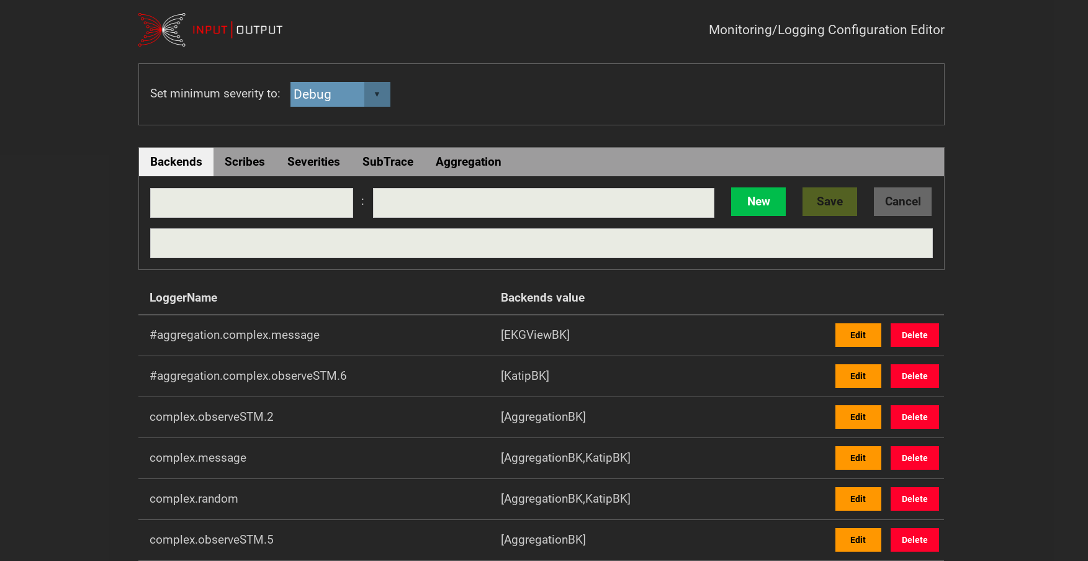 INPUT | OUTPUT
Monitoring/Logging Configuration Editor
Set minimum severity to: Debug ▼
Backends Scribes Severities SubTrace Aggregation
: New Save Cancel
LoggerName Backends value
#aggregation.complex.message [EKGViewBK] Edit Delete
#aggregation.complex.observeSTM.6 [KatipBK] Edit Delete
complex.observeSTM.2 [AggregationBK] Edit Delete
complex.message [AggregationBK,KatipBK] Edit Delete
complex.random [AggregationBK,KatipBK] Edit Delete
complex.observeSTM.5 [AggregationBK] Edit Delete